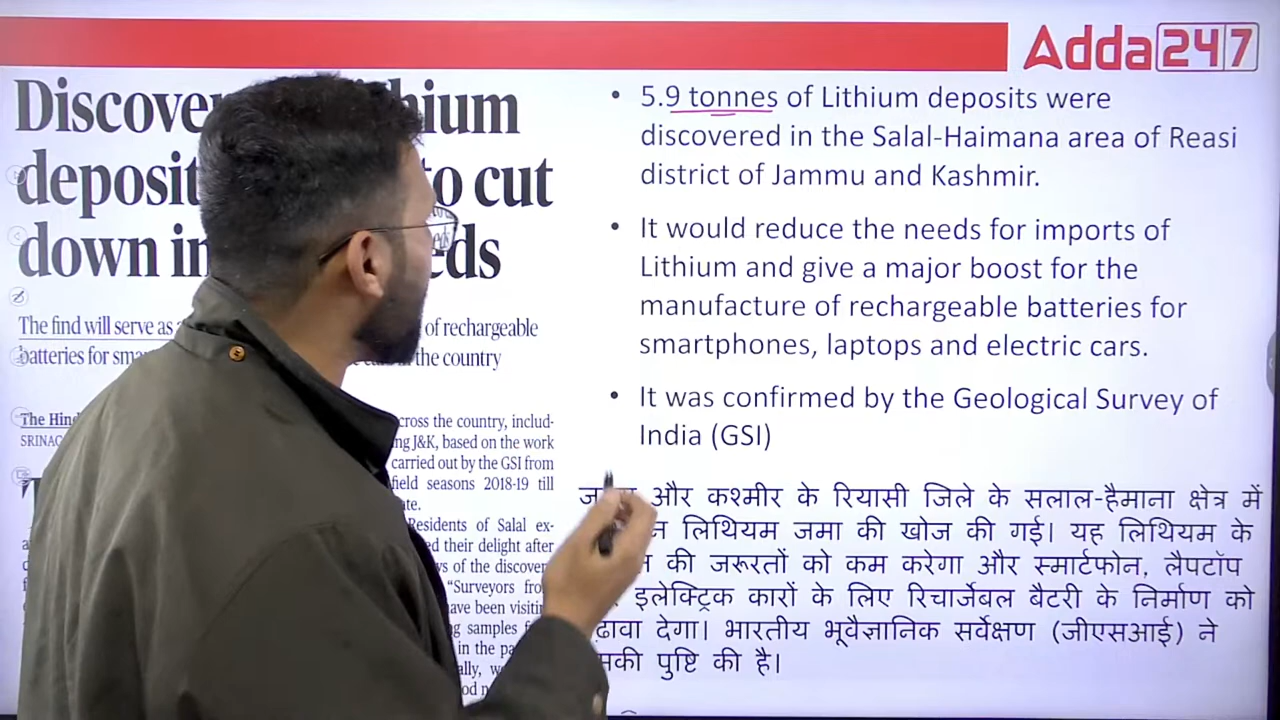 Adda247
Discover hium
deposit to cut
down in eds
The find will serve as of rechargeable
batteries for sma the country
The Hind
cross the country, includ-
ng J&K, based on the work
carried out by the GSI from
field seasons 2018-19 till
Residents of Salal ex-
ed their delight after
ws of the discover
"Surveyors fro
ave been visitin
g samples
in the pa
• 5.9 tonnes of Lithium deposits were
discovered in the Salal-Haimana area of Reasi
district of Jammu and Kashmir.
• It would reduce the needs for imports of
Lithium and give a major boost for the
manufacture of rechargeable batteries for
smartphones, laptops and electric cars.
• It was confirmed by the Geological Survey of
India (GSI)
और कश्मीर के रियासी जिले के सलाल-हैमाना क्षेत्र में
लिथियम जमा की खोज की गई। यह लिथियम के
की जरूरतों को कम करेगा और स्मार्टफोन, लैपटॉप
इलेक्ट्रिक कारों के लिए रिचार्जेबल बैटरी के निर्माण को
ढ़ावा देगा। भारतीय भूवैज्ञानिक सर्वेक्षण (जीएसआई) ने
की पुष्टि की है।